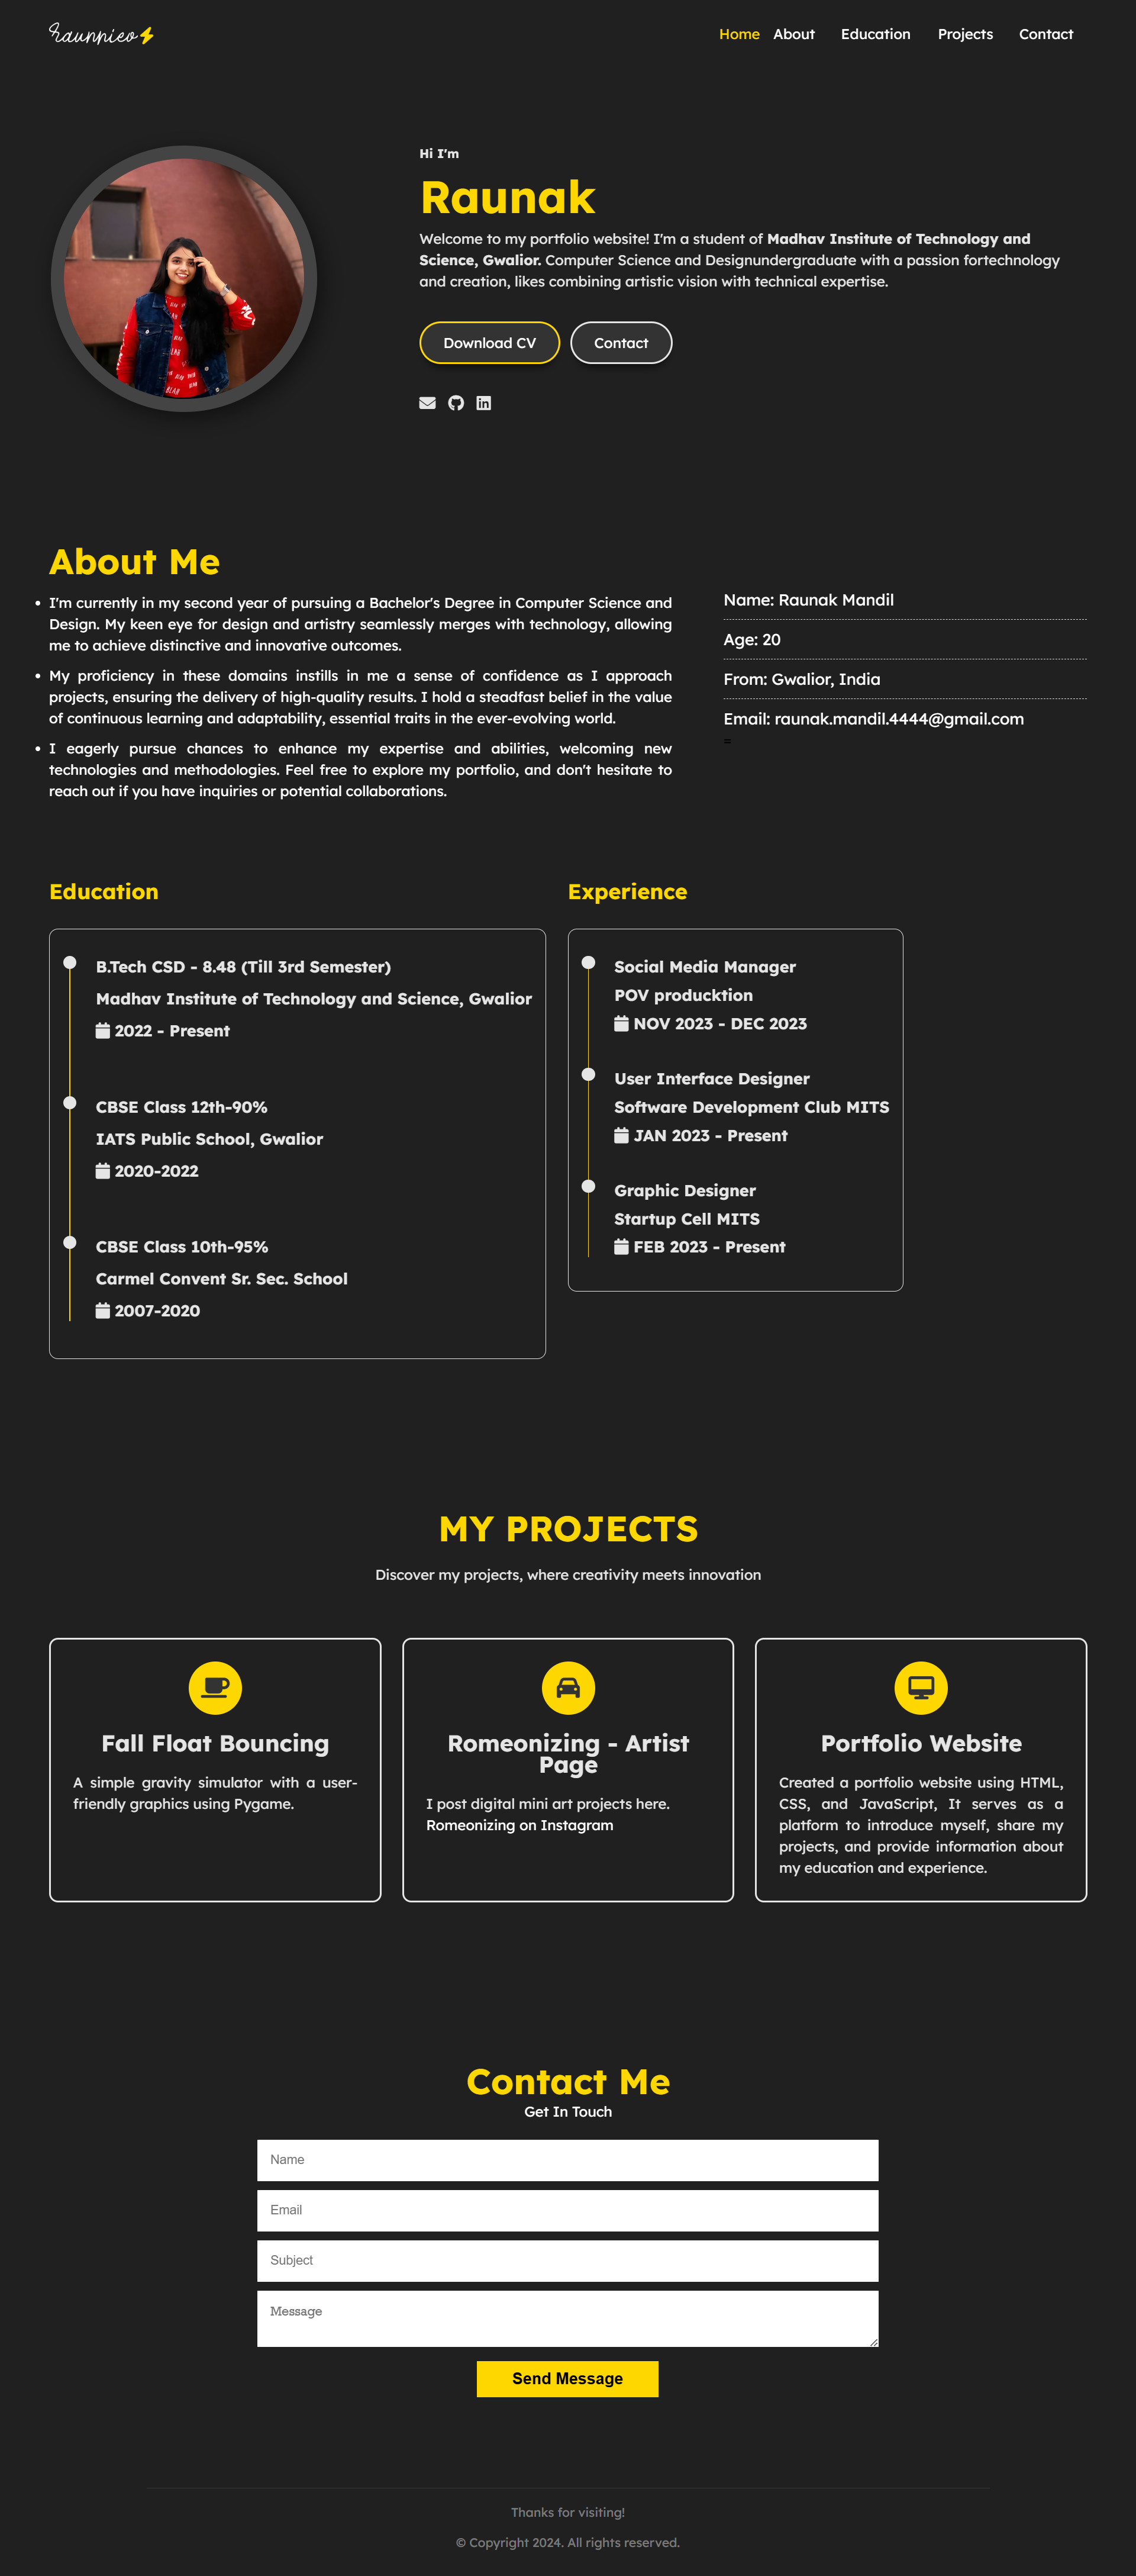 raunnieo
Home About Education Projects Contact
Hi I'm
Raunak
Welcome to my portfolio website! I'm a student of Madhav Institute of Technology and
Science, Gwalior. Computer Science and Designundergraduate with a passion fortechnology
and creation, likes combining artistic vision with technical expertise.
Download CV
Contact
About Me
• I'm currently in my second year of pursuing a Bachelor's Degree in Computer Science and
Design. My keen eye for design and artistry seamlessly merges with technology, allowing
me to achieve distinctive and innovative outcomes.
• My proficiency in these domains instills in me a sense of confidence as I approach
projects, ensuring the delivery of high-quality results. I hold a steadfast belief in the value
of continuous learning and adaptability, essential traits in the ever-evolving world.
• I eagerly pursue chances to enhance my expertise and abilities, welcoming new
technologies and methodologies. Feel free to explore my portfolio, and don't hesitate to
reach out if you have inquiries or potential collaborations.
Name: Raunak Mandil
Age: 20
From: Gwalior, India
Email: raunak.mandil.4444@gmail.com
=
Education
B.Tech CSD - 8.48 (Till 3rd Semester)
Madhav Institute of Technology and Science, Gwalior
2022 - Present
CBSE Class 12th-90%
IATS Public School, Gwalior
2020-2022
CBSE Class 10th-95%
Carmel Convent Sr. Sec. School
2007-2020
Experience
Social Media Manager
POV producktion
NOV 2023 - DEC 2023
User Interface Designer
Software Development Club MITS
JAN 2023 - Present
Graphic Designer
Startup Cell MITS
FEB 2023 - Present
MY PROJECTS
Discover my projects, where creativity meets innovation
Fall Float Bouncing
A simple gravity simulator with a user-
friendly graphics using Pygame.
Romeonizing - Artist
Page
I post digital mini art projects here.
Romeonizing on Instagram
Portfolio Website
Created a portfolio website using HTML,
CSS, and JavaScript, It serves as a
platform to introduce myself, share my
projects, and provide information about
my education and experience.
Contact Me
Get In Touch
Name
Email
Subject
Message
Send Message
Thanks for visiting!
© Copyright 2024. All rights reserved.